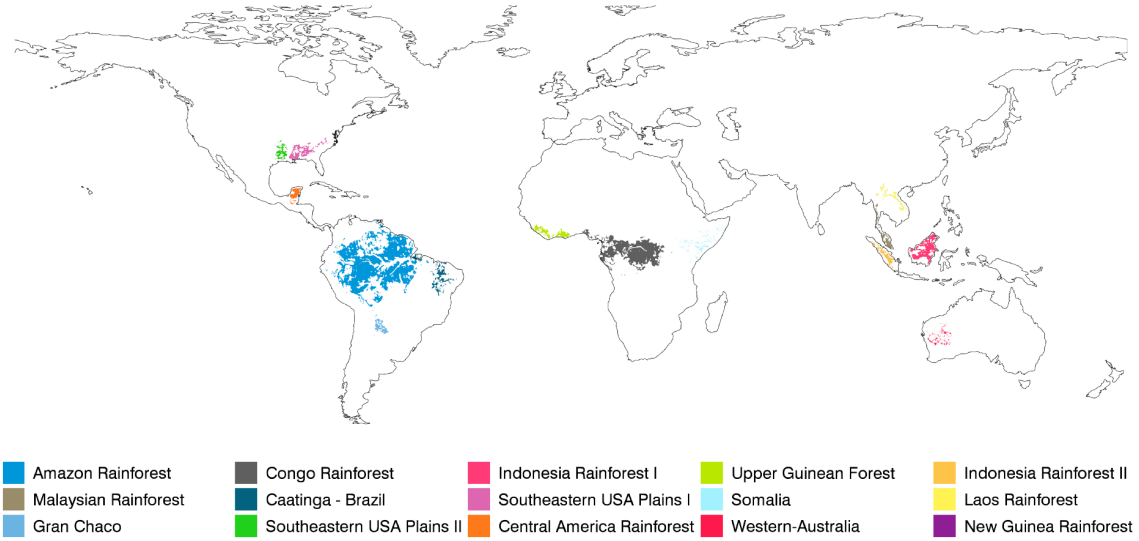 Amazon Rainforest Congo Rainforest Indonesia Rainforest I Upper Guinean Forest Indonesia Rainforest II
Malaysian Rainforest Caatinga - Brazil Southeastern USA Plains I Somalia Laos Rainforest
Gran Chaco Southeastern USA Plains II Central America Rainforest Western-Australia New Guinea Rainforest